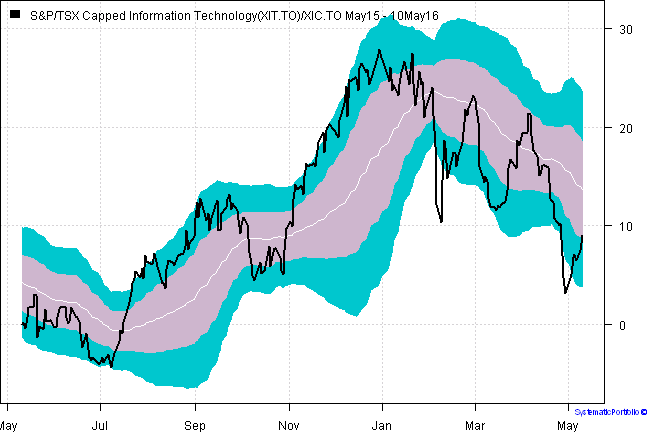 S&P/TSX Capped Information Technology(XIT.TO)/XIC.TO May15 - 10May16
30
20
10
0
May Jul Sep Nov Jan Mar May
SystematicPortfolio ©